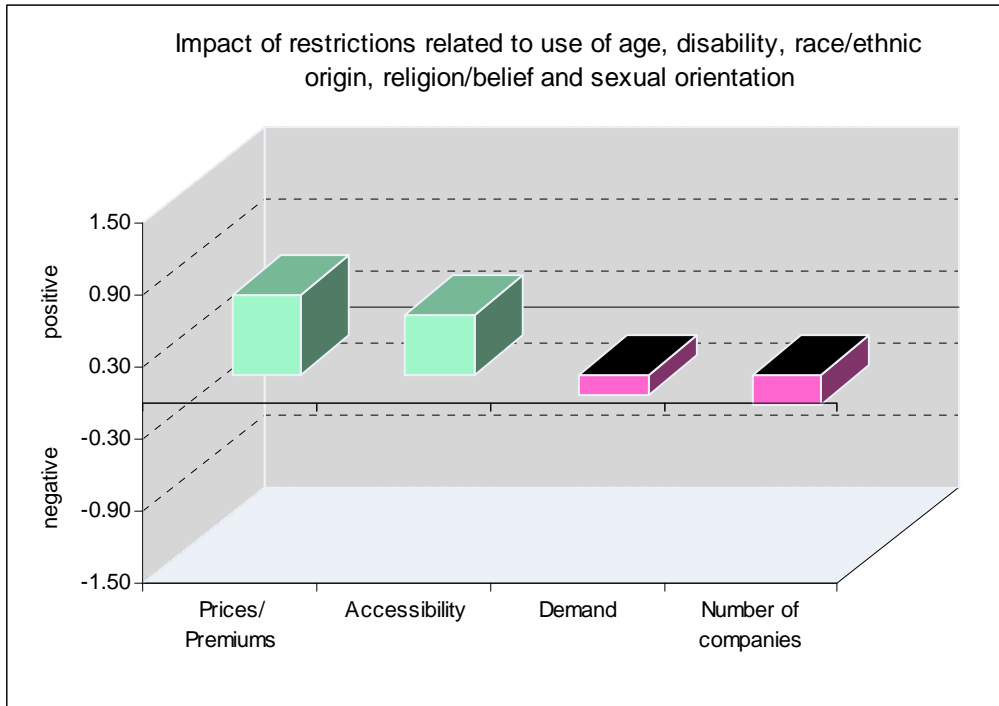 Impact of restrictions related to use of age, disability, race/ethnic
origin, religion/belief and sexual orientation
positive
negative
1.50
0.90
0.30
-0.30
-0.90
-1.50
Prices/
Premiums
Accessibility
Demand
Number of
companies